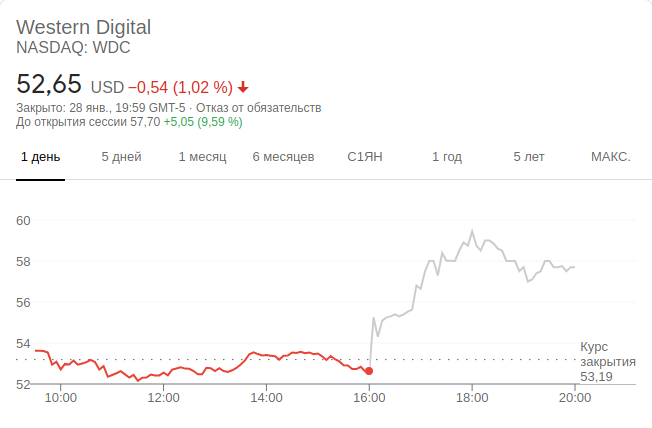 Western Digital
NASDAQ: WDC
52,65 USD −0,54 (1,02 %)
Закрыто: 28 янв., 19:59 GMT-5 · Отказ от обязательств
До открытия сессии 57,70 +5,05 (9,59 %)
1 день 5 дней 1 месяц 6 месяцев С1ЯН 1 год 5 лет МАКС.
60
58
56
54
52
Курс
закрытия
53,19
10:00 12:00 14:00 16:00 18:00 20:00